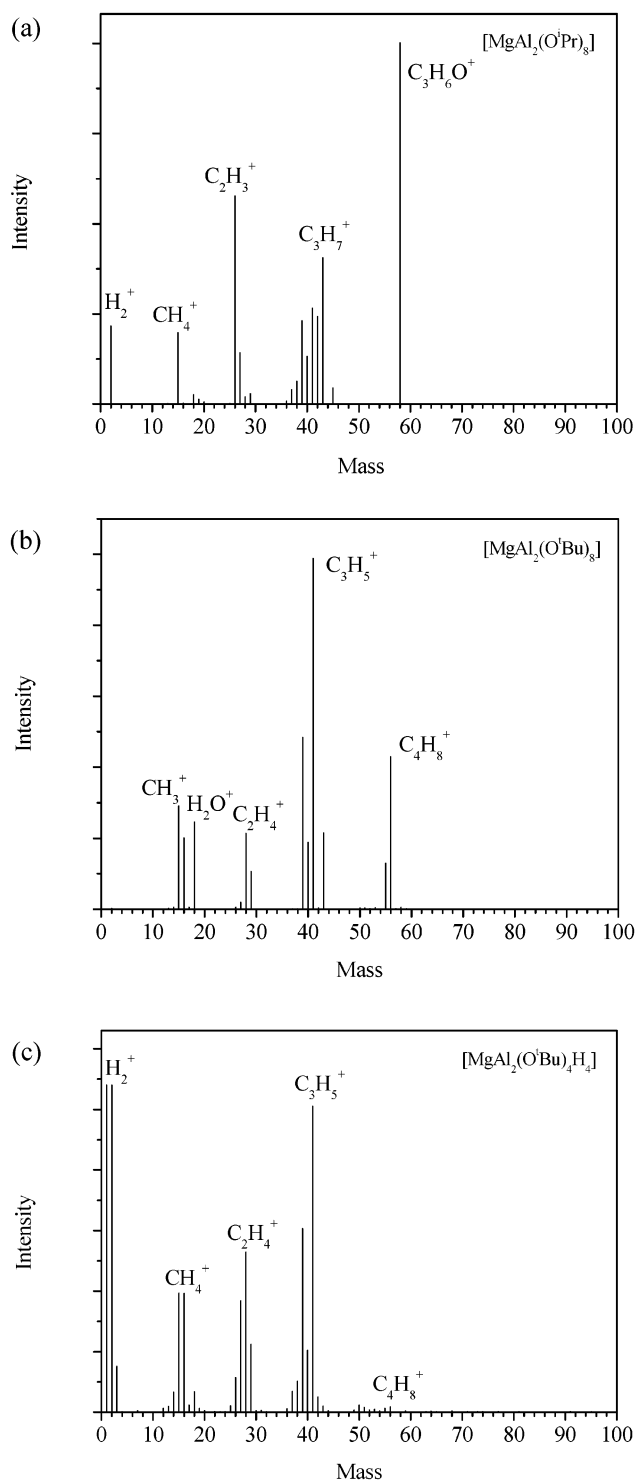 (a)
[MgAl₂(OⁱPr)₈]
C₃H₆O⁺
C₂H₃⁺
C₃H₇⁺
H₂⁺
CH₄⁺
Intensity
0 10 20 30 40 50 60 70 80 90 100
Mass
(b)
[MgAl₂(OᵗBu)₈]
C₃H₅⁺
C₄H₈⁺
CH₃⁺
H₂O⁺
C₂H₄⁺
Intensity
0 10 20 30 40 50 60 70 80 90 100
Mass
(c)
[MgAl₂(OᵗBu)₄H₄]
H₂⁺
C₃H₅⁺
C₂H₄⁺
CH₄⁺
C₄H₈⁺
Intensity
0 10 20 30 40 50 60 70 80 90 100
Mass